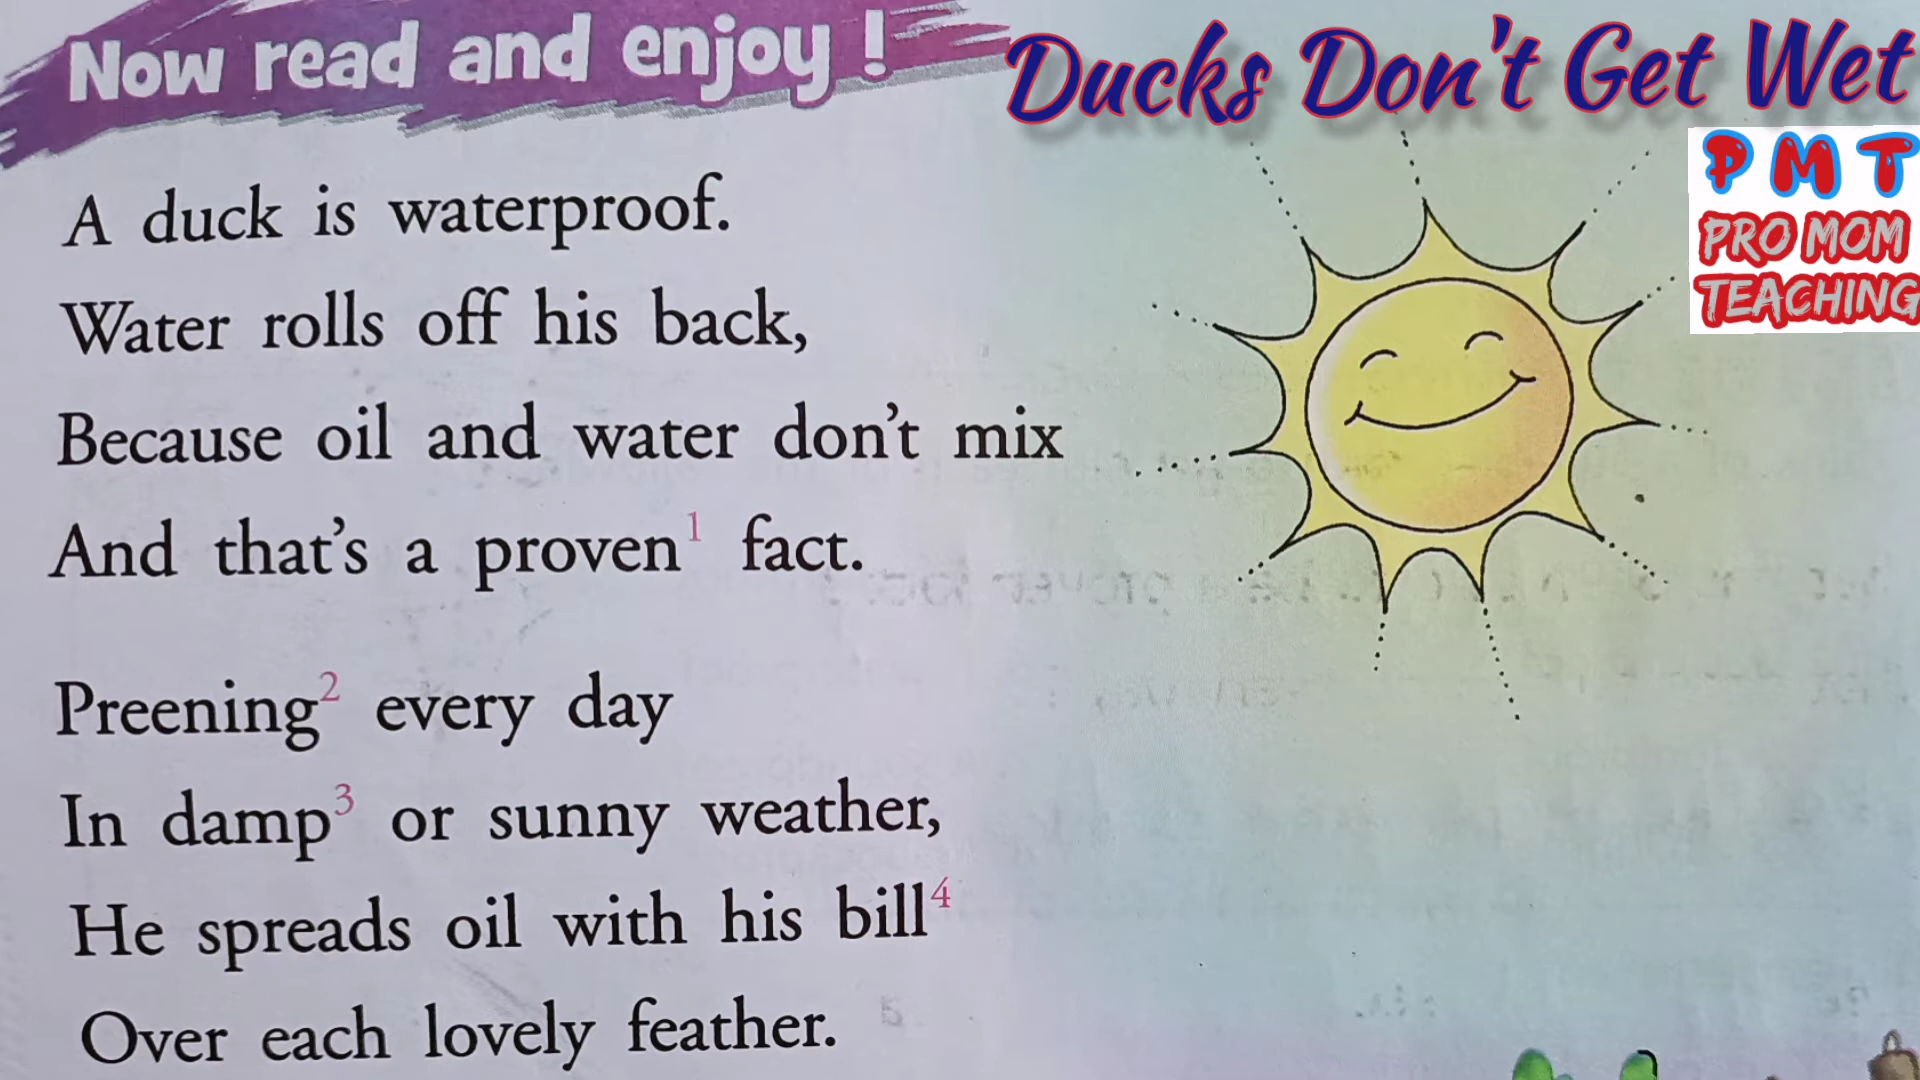 Now read and enjoy !
Ducks Don't Get Wet
P M T
PRO MOM
TEACHING
A duck is waterproof.
Water rolls off his back,
Because oil and water don't mix
And that's a proven¹ fact.
Preening² every day
In damp³ or sunny weather,
He spreads oil with his bill⁴
Over each lovely feather.